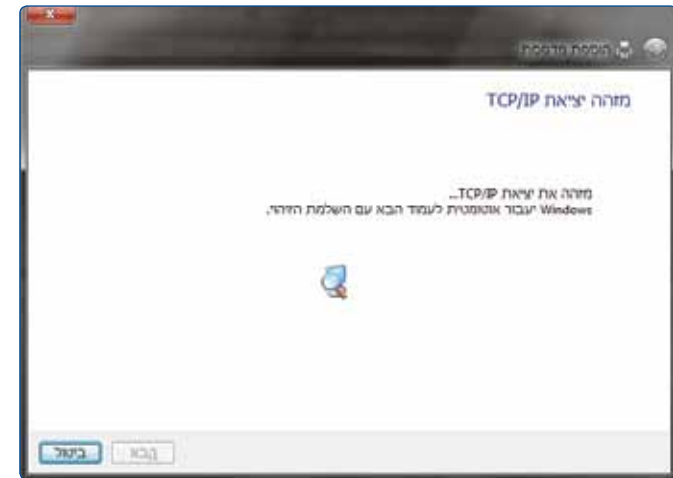 הוספת מדפסת
מזהה יציאת TCP/IP
מזהה את יציאת TCP/IP...
Windows יעבור אוטומטית לעמוד הבא עם השלמת הזיהוי.
הבא
ביטול